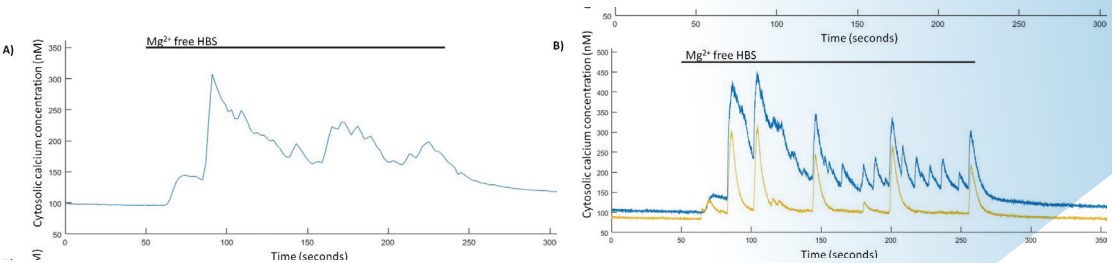 A)
Mg²⁺ free HBS
Cytosolic calcium concentration (nM)
350
300
250
200
150
100
50
0 50 100 150 200 250 300
Time (seconds)
50
0 50 100 150 200 250 300
Time (seconds)
B)
Mg²⁺ free HBS
Cytosolic calcium concentration (nM)
500
450
400
350
300
250
200
150
100
50
0 50 100 150 200 250 300 350
Time (seconds)